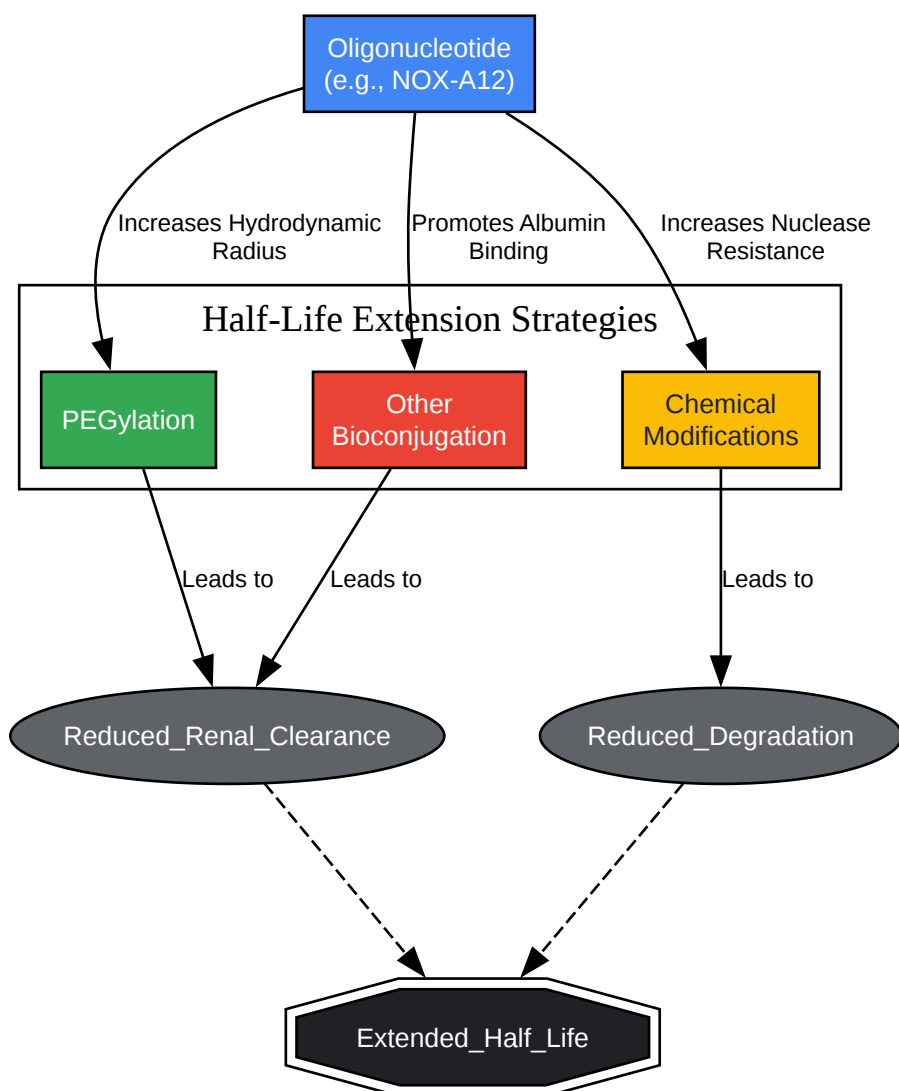 Oligonucleotide
(e.g., NOX-A12)
Increases Hydrodynamic
Radius
Promotes Albumin
Binding
Increases Nuclease
Resistance
Half-Life Extension Strategies
PEGylation
Other
Bioconjugation
Chemical
Modifications
Leads to
Leads to
Leads to
Reduced_Renal_Clearance
Reduced_Degradation
Extended_Half_Life